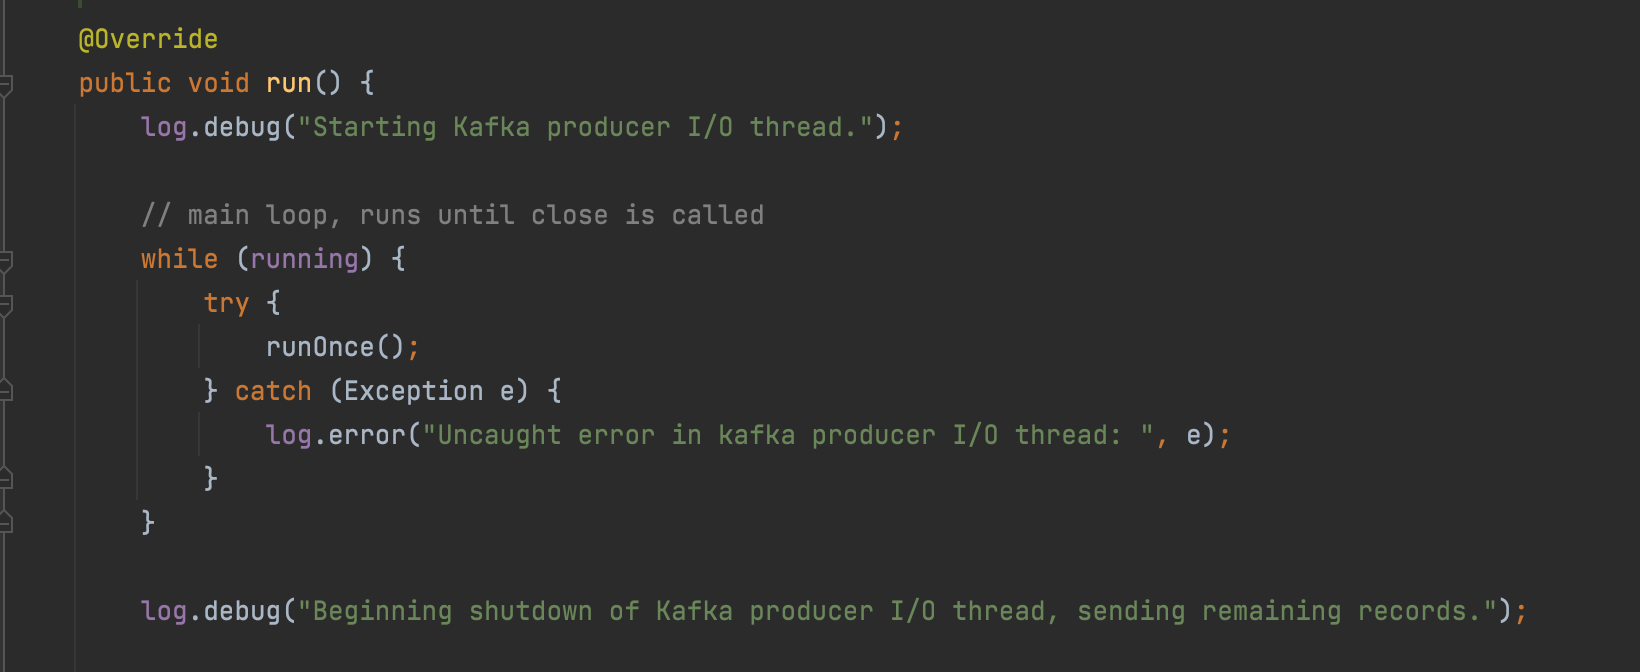 @Override
public void run() {
log.debug("Starting Kafka producer I/O thread.");
// main loop, runs until close is called
while (running) {
try {
runOnce();
} catch (Exception e) {
log.error("Uncaught error in kafka producer I/O thread: ", e);
}
}
log.debug("Beginning shutdown of Kafka producer I/O thread, sending remaining records.");